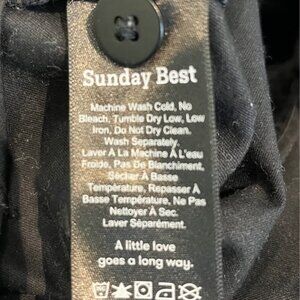 Sunday Best
Machine Wash Cold, No
Bleach, Tumble Dry Low, Low
Iron, Do Not Dry Clean.
Wash Separately.
Laver À La Machine À L'eau
Froide, Pas De Blanchiment,
Sécher À Basse
Température, Repasser À
Basse Température, Ne Pas
Nettoyer À Sec.
Laver Séparément.
A little love
goes a long way.